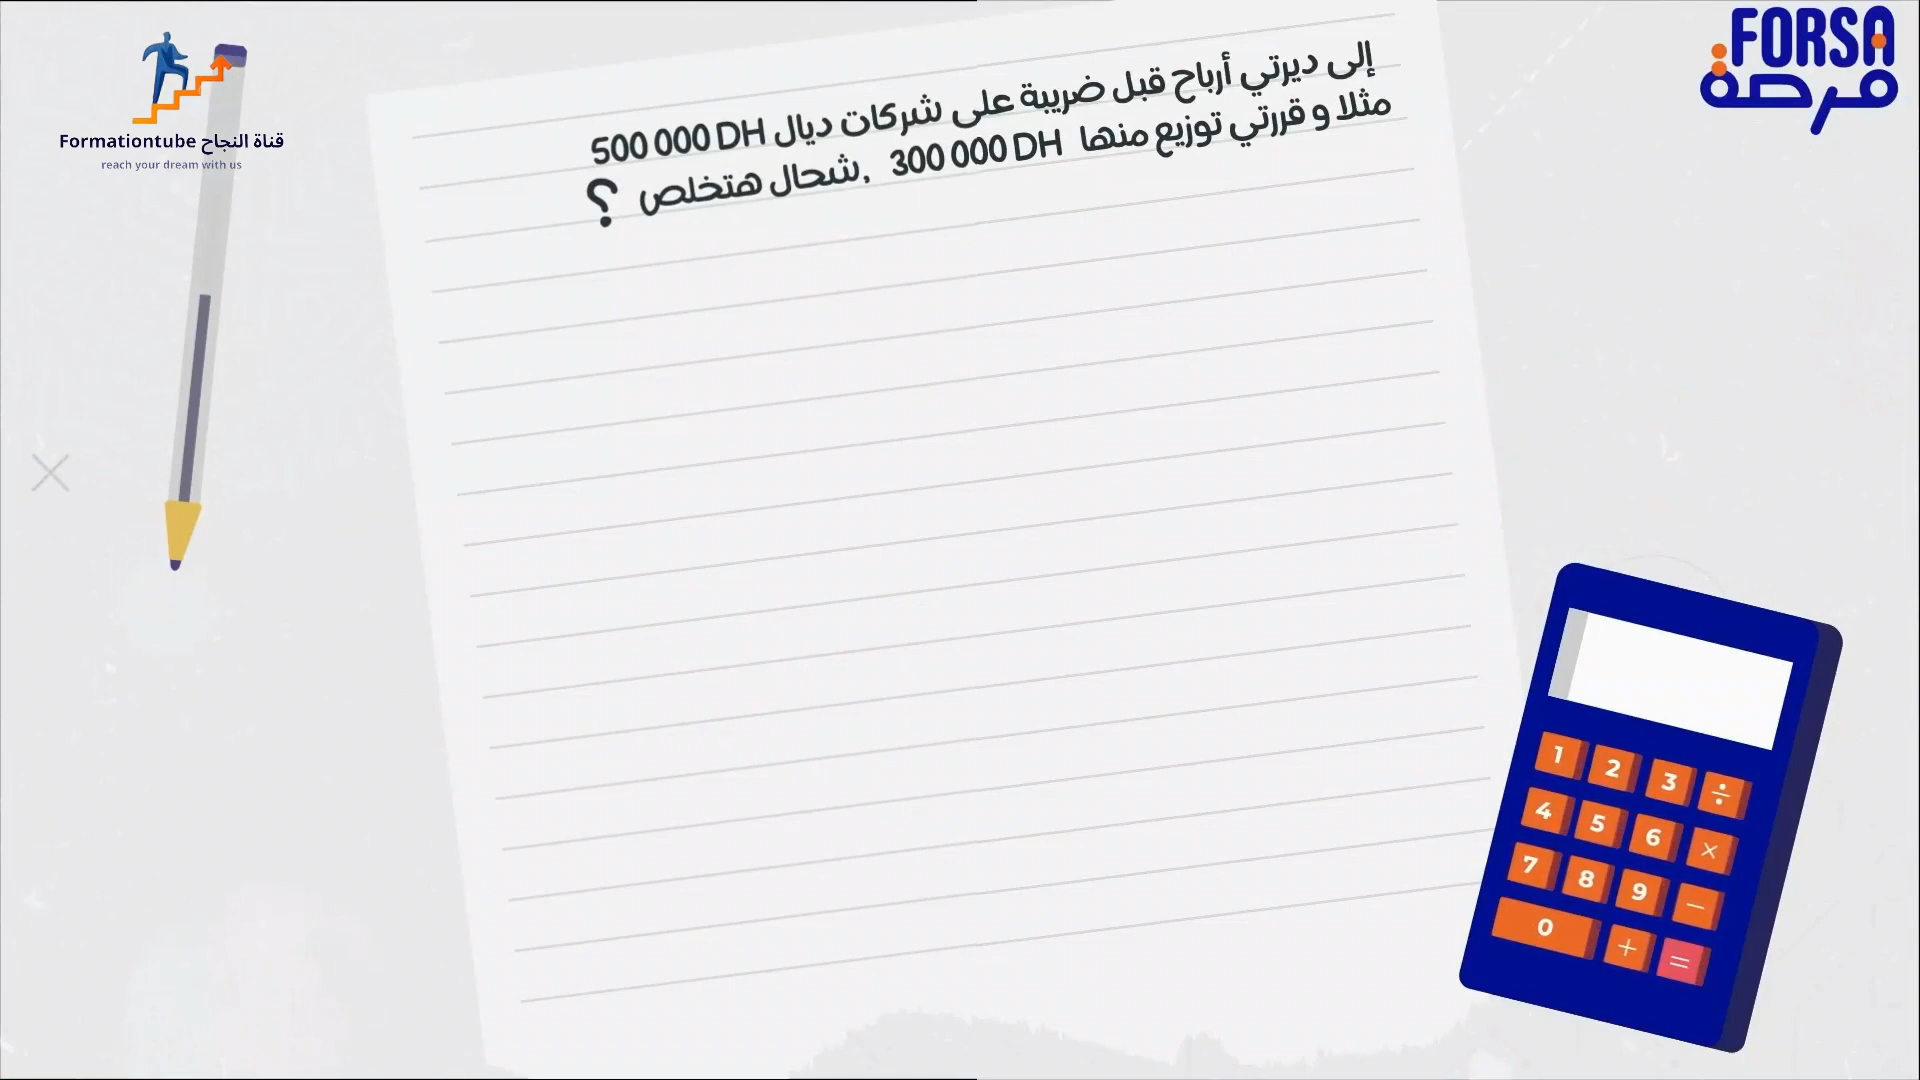 Formationtube قناة النجاح
reach your dream with us
FORSA
فرصة
إلى ديرتي أرباح قبل ضريبة على شركات ديال 500 000 DH
مثلا و قررتي توزيع منها 300 000 DH ,شحال هتخلص ؟
1 2 3 ÷
4 5 6 ×
7 8 9 −
0 + =